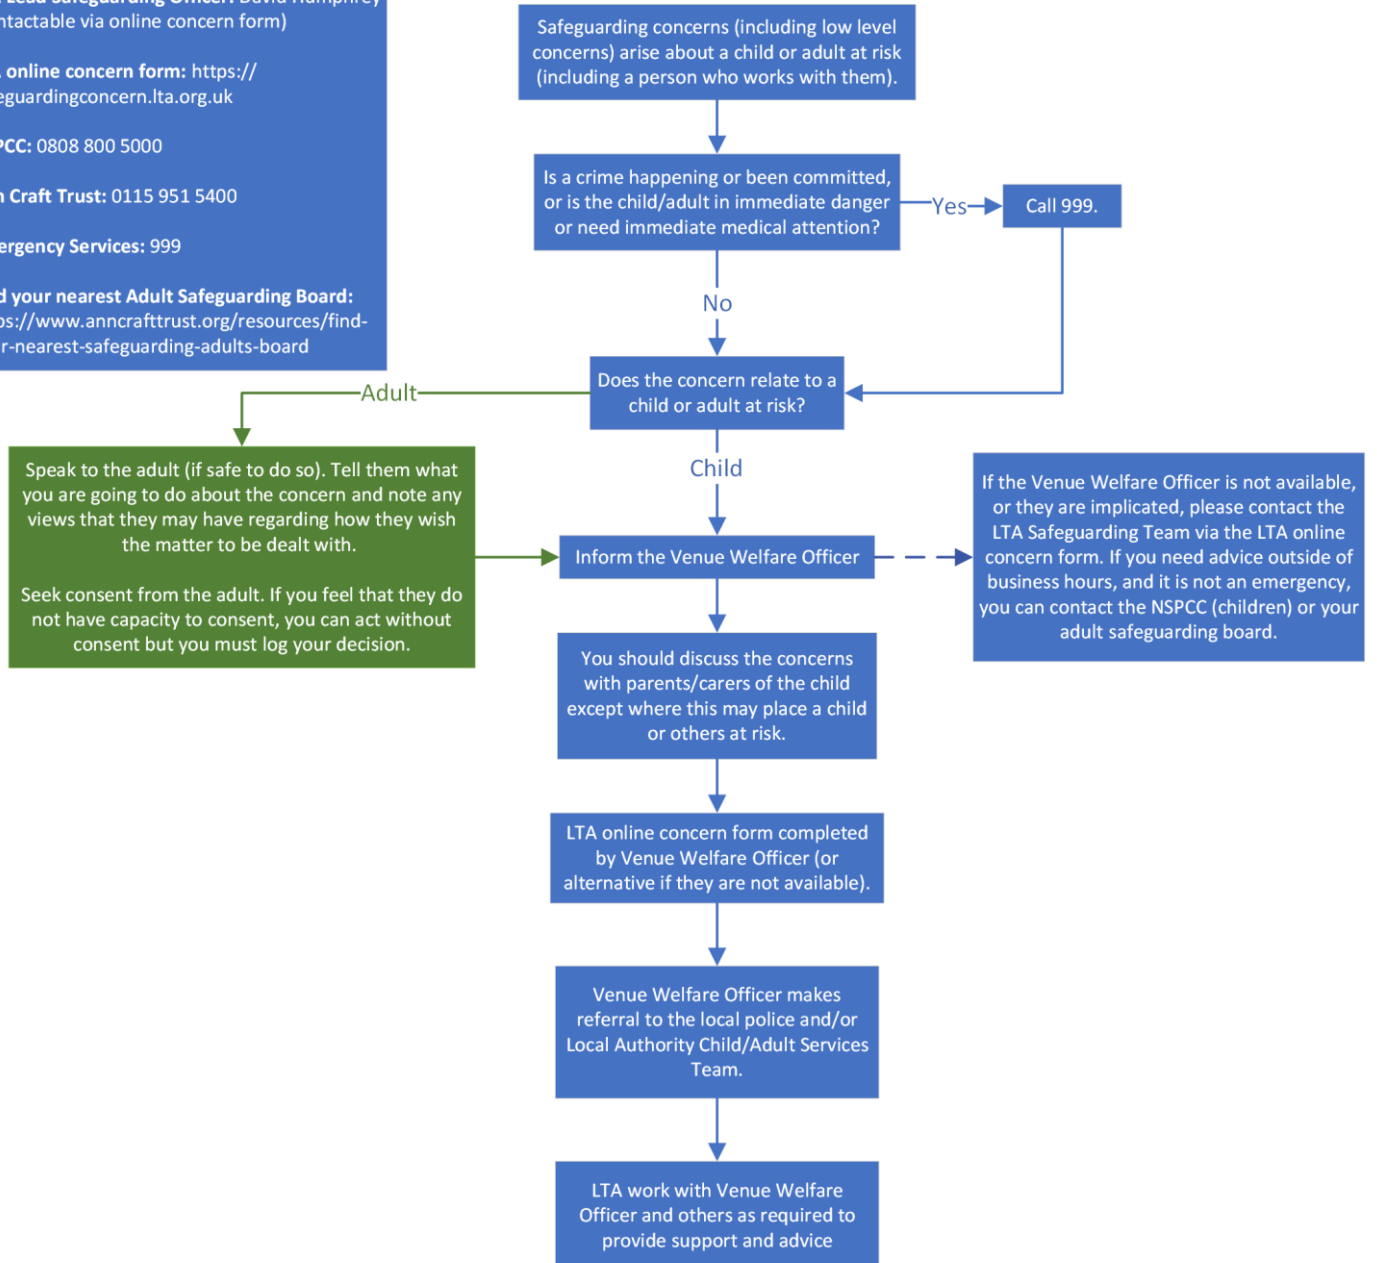 Lead Safeguarding Officer: David Humphrey
ntactable via online concern form)
online concern form: https://
eguardingconcern.lta.org.uk
PCC: 0808 800 5000
n Craft Trust: 0115 951 5400
ergency Services: 999
d your nearest Adult Safeguarding Board:
ps://www.anncrafttrust.org/resources/find-
r-nearest-safeguarding-adults-board
Safeguarding concerns (including low level
concerns) arise about a child or adult at risk
(including a person who works with them).
Is a crime happening or been committed,
or is the child/adult in immediate danger
or need immediate medical attention?
Yes
Call 999.
No
Does the concern relate to a
child or adult at risk?
Adult
Child
Speak to the adult (if safe to do so). Tell them what
you are going to do about the concern and note any
views that they may have regarding how they wish
the matter to be dealt with.
Seek consent from the adult. If you feel that they do
not have capacity to consent, you can act without
consent but you must log your decision.
Inform the Venue Welfare Officer
If the Venue Welfare Officer is not available,
or they are implicated, please contact the
LTA Safeguarding Team via the LTA online
concern form. If you need advice outside of
business hours, and it is not an emergency,
you can contact the NSPCC (children) or your
adult safeguarding board.
You should discuss the concerns
with parents/carers of the child
except where this may place a child
or others at risk.
LTA online concern form completed
by Venue Welfare Officer (or
alternative if they are not available).
Venue Welfare Officer makes
referral to the local police and/or
Local Authority Child/Adult Services
Team.
LTA work with Venue Welfare
Officer and others as required to
provide support and advice